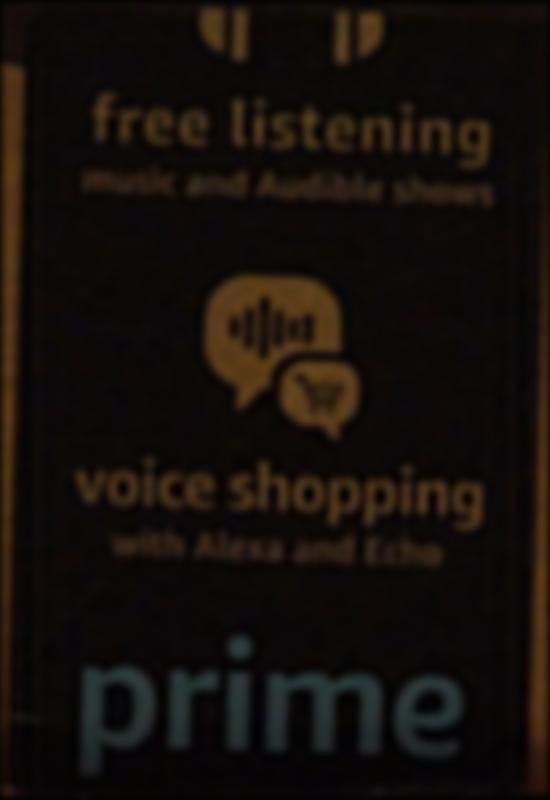 free listening
music and Audible shows
voice shopping
with Alexa and Echo
prime